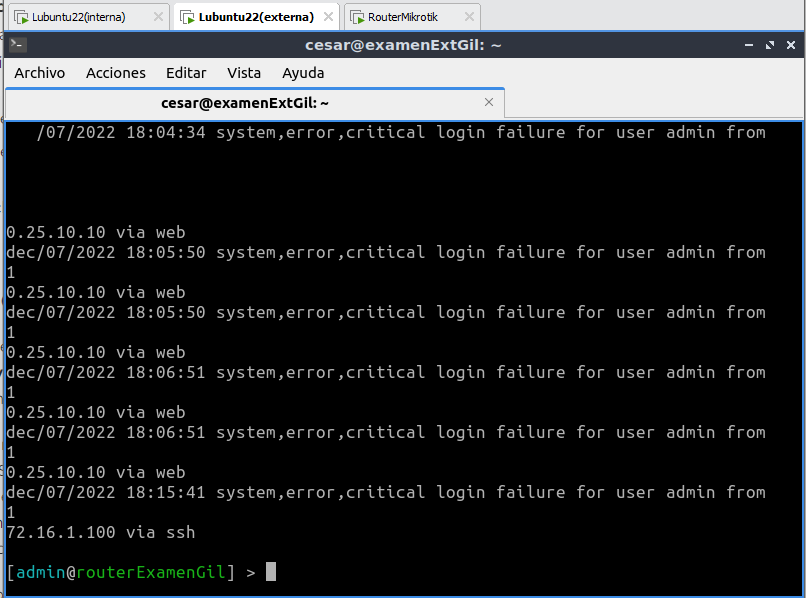 Lubuntu22(interna)
Lubuntu22(externa)
RouterMikrotik
cesar@examenExtGil: ~
Archivo Acciones Editar Vista Ayuda
cesar@examenExtGil: ~
/07/2022 18:04:34 system,error,critical login failure for user admin from
0.25.10.10 via web
dec/07/2022 18:05:50 system,error,critical login failure for user admin from
1
0.25.10.10 via web
dec/07/2022 18:05:50 system,error,critical login failure for user admin from
1
0.25.10.10 via web
dec/07/2022 18:06:51 system,error,critical login failure for user admin from
1
0.25.10.10 via web
dec/07/2022 18:06:51 system,error,critical login failure for user admin from
1
0.25.10.10 via web
dec/07/2022 18:15:41 system,error,critical login failure for user admin from
1
72.16.1.100 via ssh
[admin@routerExamenGil] >